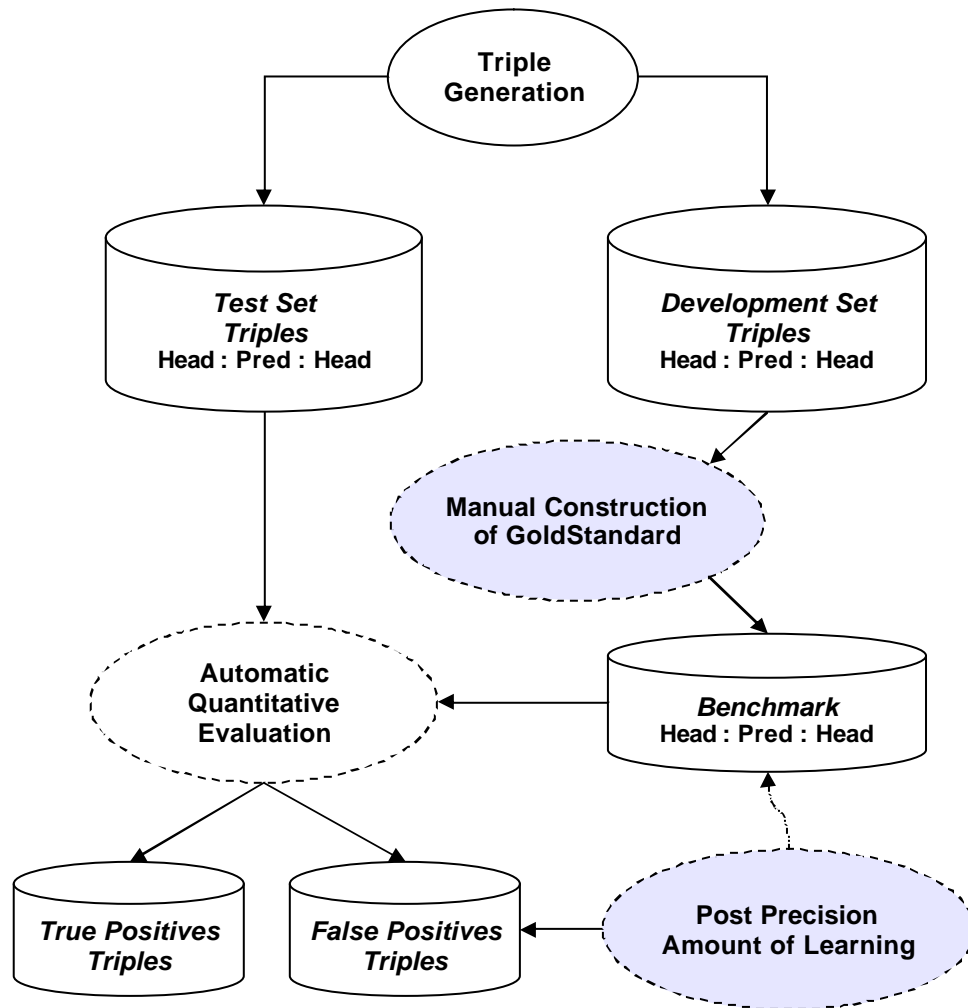 Triple
Generation
Test Set
Triples
Head : Pred : Head
Development Set
Triples
Head : Pred : Head
Manual Construction
of GoldStandard
Automatic
Quantitative
Evaluation
Benchmark
Head : Pred : Head
True Positives
Triples
False Positives
Triples
Post Precision
Amount of Learning